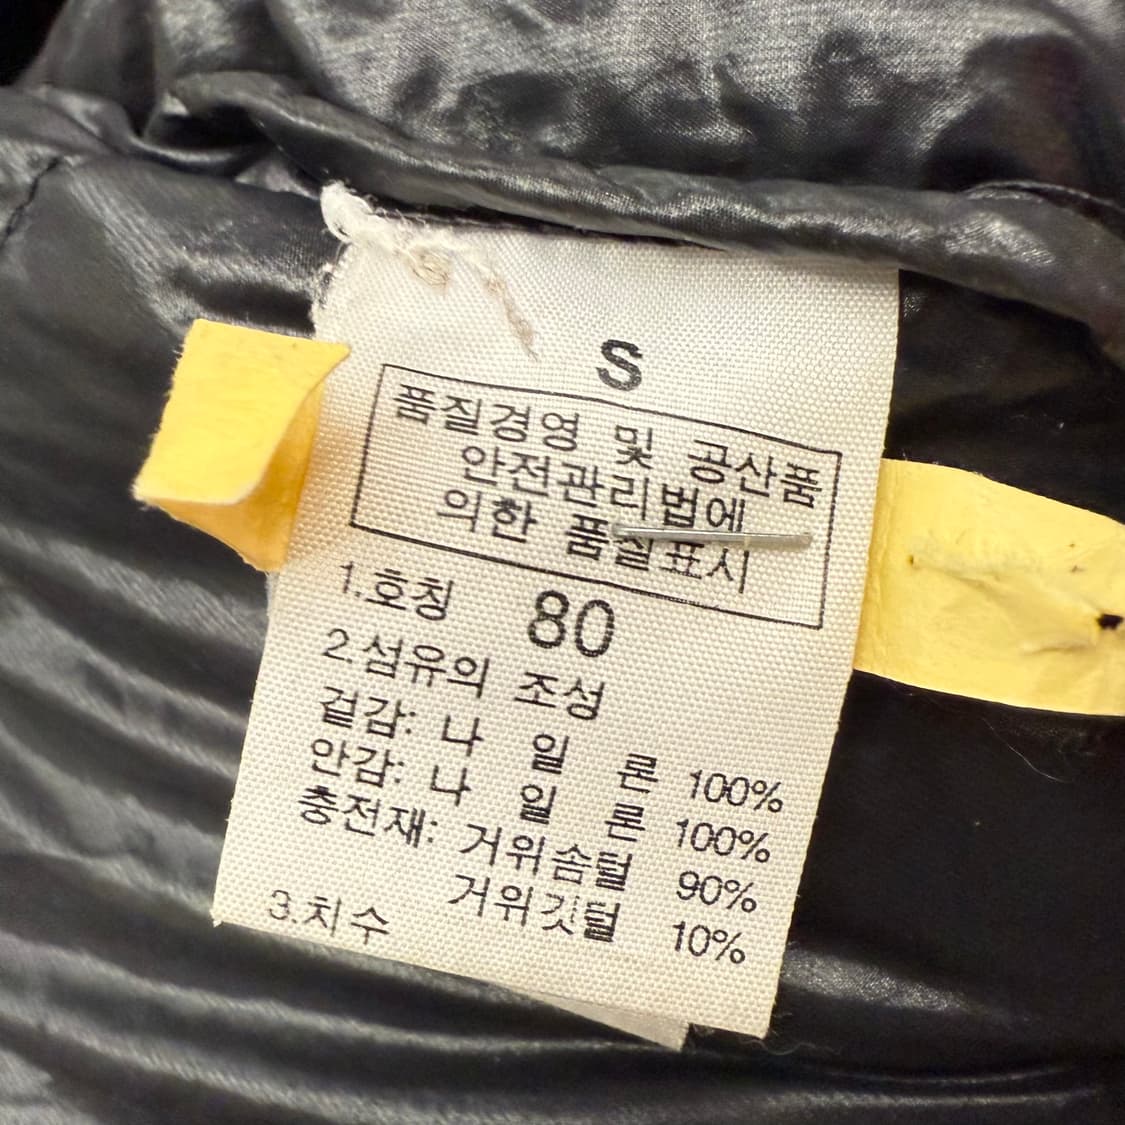 S
품질경영 및 공산품
안전관리법에
의한 품질표시
1.호칭 80
2.섬유의 조성
겉감: 나 일 론 100%
안감: 나 일 론 100%
충전재: 거위솜털 90%
거위깃털 10%
3.치수